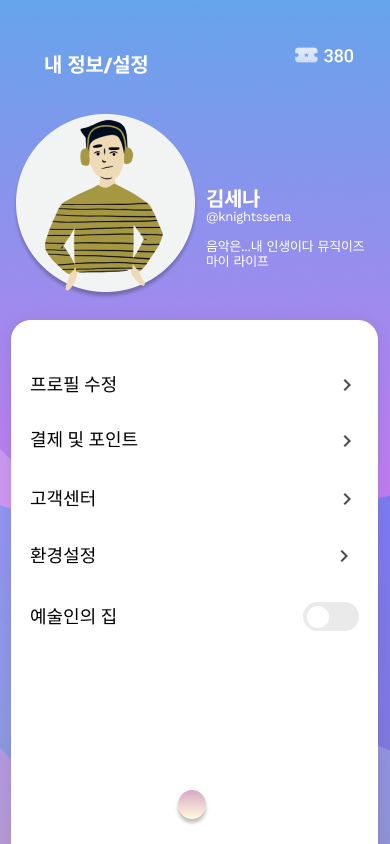 내 정보/설정
380
김세나
@knightssena
음악은...내 인생이다 뮤직이즈
마이 라이프
프로필 수정
결제 및 포인트
고객센터
환경설정
예술인의 집